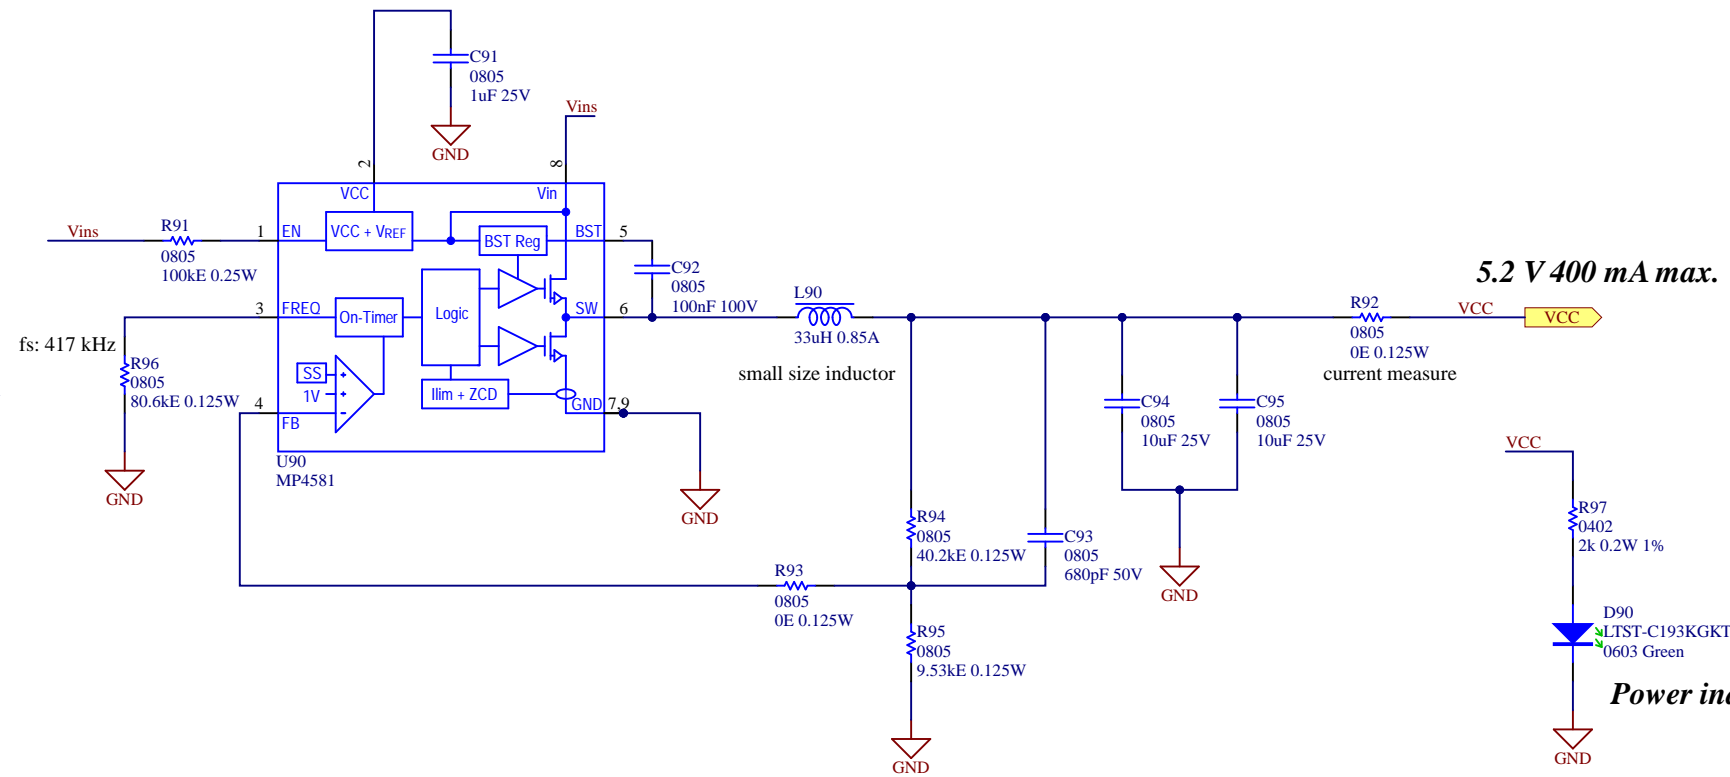 C91
0805
1uF 25V
GND
Vins
2
8
VCC
Vin
Vins
R91
0805
100kE 0.25W
1
EN
VCC + VREF
BST Reg
BST
5
C92
0805
100nF 100V
3
FREQ
On-Timer
Logic
SW
6
L90
33uH 0.85A
small size inductor
5.2 V 400 mA max.
R92
0805
0E 0.125W
current measure
VCC
VCC
fs: 417 kHz
R96
0805
80.6kE 0.125W
GND
SS
1V
4
FB
Ilim + ZCD
GND
7,9
U90
MP4581
GND
C94
0805
10uF 25V
C95
0805
10uF 25V
GND
R94
0805
40.2kE 0.125W
C93
0805
680pF 50V
R93
0805
0E 0.125W
R95
0805
9.53kE 0.125W
GND
VCC
R97
0402
2k 0.2W 1%
D90
LTST-C193KGKT
0603 Green
Power
GND